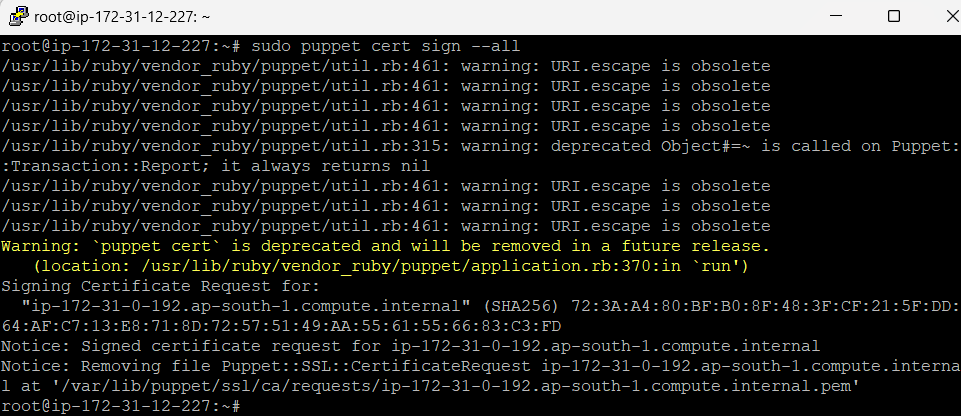 root@ip-172-31-12-227: ~
root@ip-172-31-12-227:~# sudo puppet cert sign --all
/usr/lib/ruby/vendor_ruby/puppet/util.rb:461: warning: URI.escape is obsolete
/usr/lib/ruby/vendor_ruby/puppet/util.rb:461: warning: URI.escape is obsolete
/usr/lib/ruby/vendor_ruby/puppet/util.rb:461: warning: URI.escape is obsolete
/usr/lib/ruby/vendor_ruby/puppet/util.rb:461: warning: URI.escape is obsolete
/usr/lib/ruby/vendor_ruby/puppet/util.rb:315: warning: deprecated Object#=~ is called on Puppet:
:Transaction::Report; it always returns nil
/usr/lib/ruby/vendor_ruby/puppet/util.rb:461: warning: URI.escape is obsolete
/usr/lib/ruby/vendor_ruby/puppet/util.rb:461: warning: URI.escape is obsolete
/usr/lib/ruby/vendor_ruby/puppet/util.rb:461: warning: URI.escape is obsolete
Warning: `puppet cert` is deprecated and will be removed in a future release.
   (location: /usr/lib/ruby/vendor_ruby/puppet/application.rb:370:in `run')
Signing Certificate Request for:
  "ip-172-31-0-192.ap-south-1.compute.internal" (SHA256) 72:3A:A4:80:BF:B0:8F:48:3F:CF:21:5F:DD:
64:AF:C7:13:E8:71:8D:72:57:51:49:AA:55:61:55:66:83:C3:FD
Notice: Signed certificate request for ip-172-31-0-192.ap-south-1.compute.internal
Notice: Removing file Puppet::SSL::CertificateRequest ip-172-31-0-192.ap-south-1.compute.interna
l at '/var/lib/puppet/ssl/ca/requests/ip-172-31-0-192.ap-south-1.compute.internal.pem'
root@ip-172-31-12-227:~#